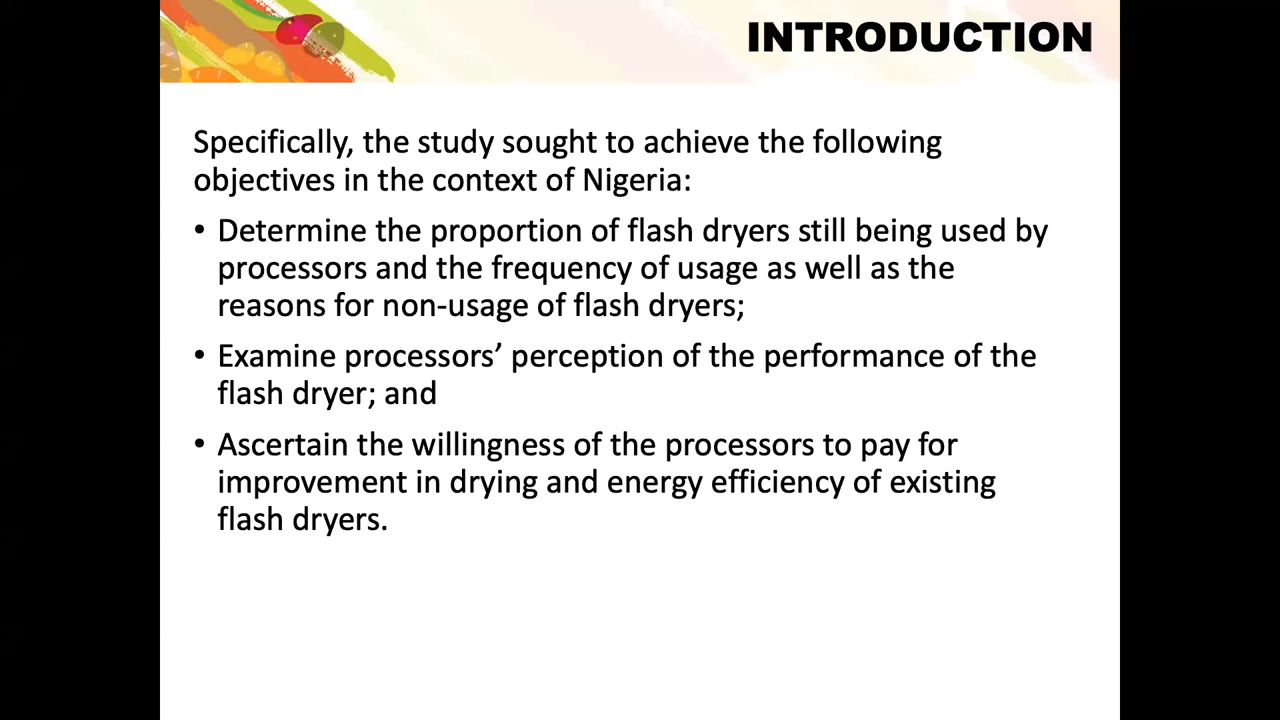 INTRODUCTION
Specifically, the study sought to achieve the following
objectives in the context of Nigeria:
• Determine the proportion of flash dryers still being used by
processors and the frequency of usage as well as the
reasons for non-usage of flash dryers;
• Examine processors’ perception of the performance of the
flash dryer; and
• Ascertain the willingness of the processors to pay for
improvement in drying and energy efficiency of existing
flash dryers.